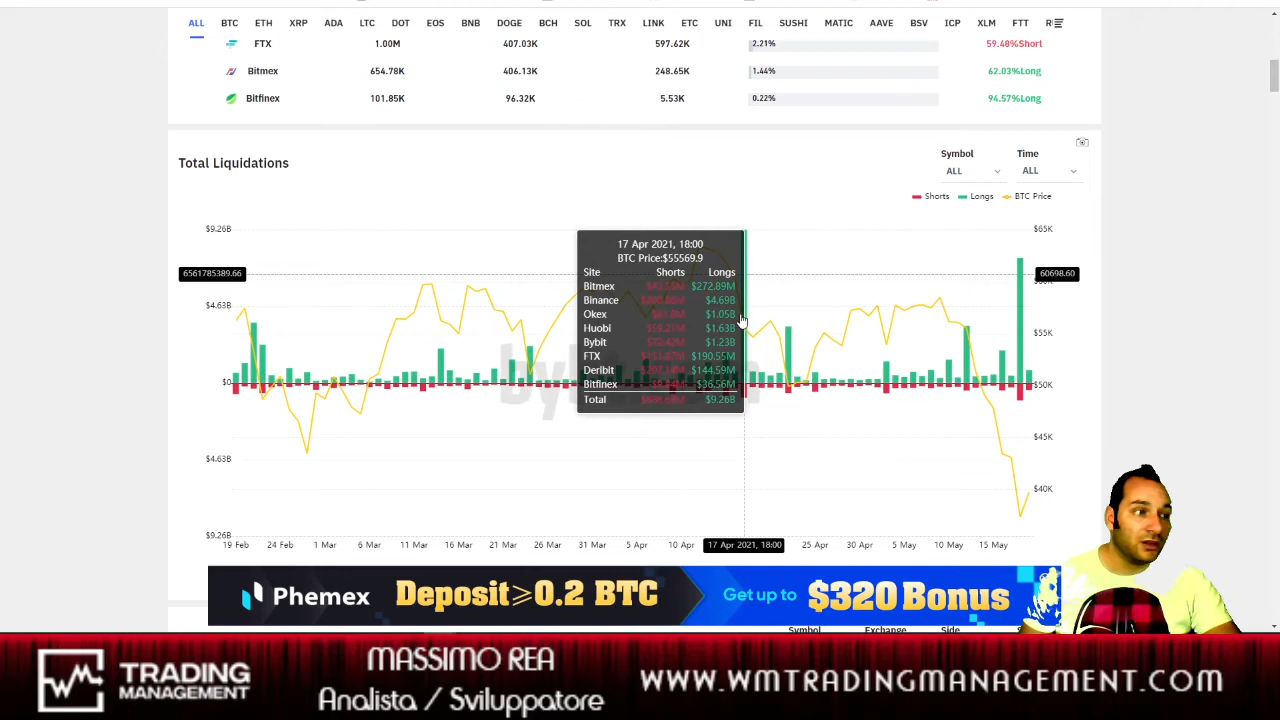 ALL BTC ETH XRP ADA LTC DOT EOS BNB DOGE BCH SOL TRX LINK ETC UNI FIL SUSHI MATIC AAVE BSV ICP XLM FTT
FTX 1.00M 407.03K 597.62K 2.21% 59.48%Short
Bitmex 654.78K 406.13K 248.65K 1.44% 62.03%Long
Bitfinex 101.85K 96.32K 5.53K 0.22% 94.57%Long
Total Liquidations
Symbol Time
ALL ALL
Shorts Longs BTC Price
$9.26B $65K
17 Apr 2021, 18:00
BTC Price:$55569.9
Site Shorts Longs
6561785389.66 60698.60
Bitmex $272.89M
Binance $4.69B
$4.63B
Okex $1.05B
Huobi $1.63B
$55K
Bybit $1.23B
FTX $190.55M
Deribit $144.59M
$0 $50K
Bitfinex $36.56M
Total $9.26B
$45K
$4.63B
$40K
$9.26B
19 Feb 24 Feb 1 Mar 6 Mar 11 Mar 16 Mar 21 Mar 26 Mar 31 Mar 5 Apr 10 Apr 17 Apr 2021, 18:00 25 Apr 30 Apr 5 May 10 May 15 May
Phemex Deposit≥0.2 BTC Get up to $320 Bonus
Symbol Exchange Side
TRADING MANAGEMENT
MASSIMO REA
Analista / Sviluppatore
WWW.WMTRADINGMANAGEMENT.COM